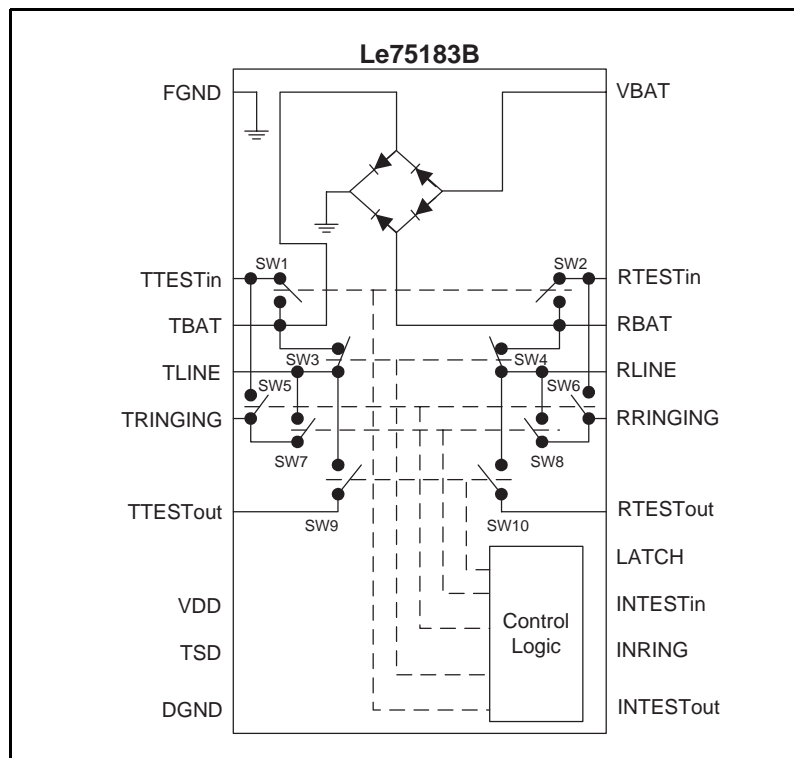 Le75183B
FGND
VBAT
SW1
SW2
TTESTin
RTESTin
TBAT
RBAT
SW3
SW4
TLINE
RLINE
SW5
SW6
TRINGING
RRINGING
SW7
SW8
TTESTout
SW9
SW10
RTESTout
LATCH
VDD
INTESTin
Control
Logic
TSD
INRING
DGND
INTESTout